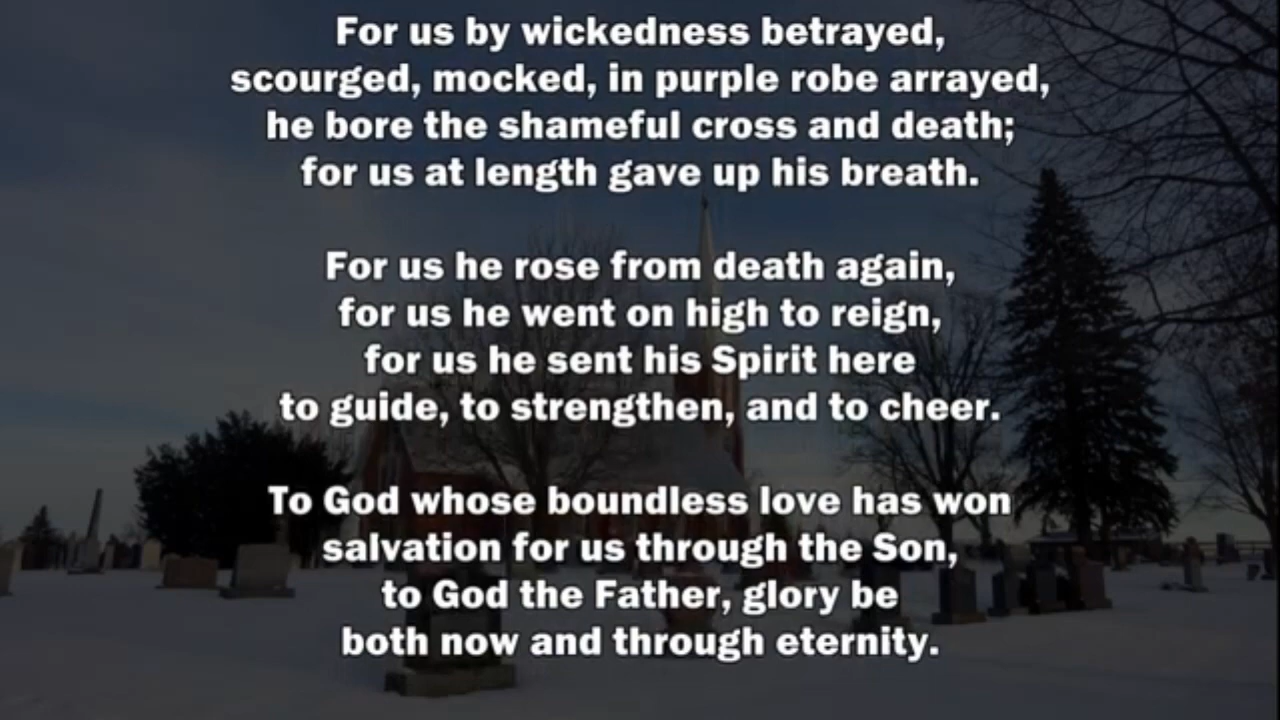 For us by wickedness betrayed,
scourged, mocked, in purple robe arrayed,
he bore the shameful cross and death;
for us at length gave up his breath.
For us he rose from death again,
for us he went on high to reign,
for us he sent his Spirit here
to guide, to strengthen, and to cheer.
To God whose boundless love has won
salvation for us through the Son,
to God the Father, glory be
both now and through eternity.